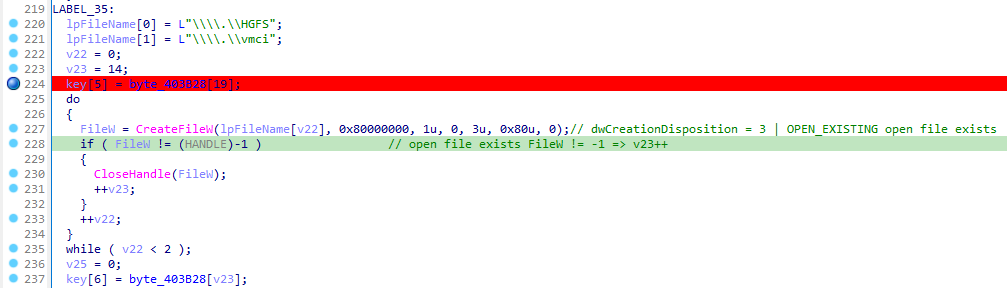 219 LABEL_35:
220 lpFileName[0] = L"\\\\.\\HGFS";
221 lpFileName[1] = L"\\\\.\\vmci";
222 v22 = 0;
223 v23 = 14;
224 key[5] = byte_403B28[19];
225 do
226 {
227 FileW = CreateFileW(lpFileName[v22], 0x80000000, 1u, 0, 3u, 0x80u, 0);// dwCreationDisposition = 3 | OPEN_EXISTING open file exists
228 if ( FileW != (HANDLE)-1 ) // open file exists FileW != -1 => v23++
229 {
230 CloseHandle(FileW);
231 ++v23;
232 }
233 ++v22;
234 }
235 while ( v22 < 2 );
236 v25 = 0;
237 key[6] = byte_403B28[v23];